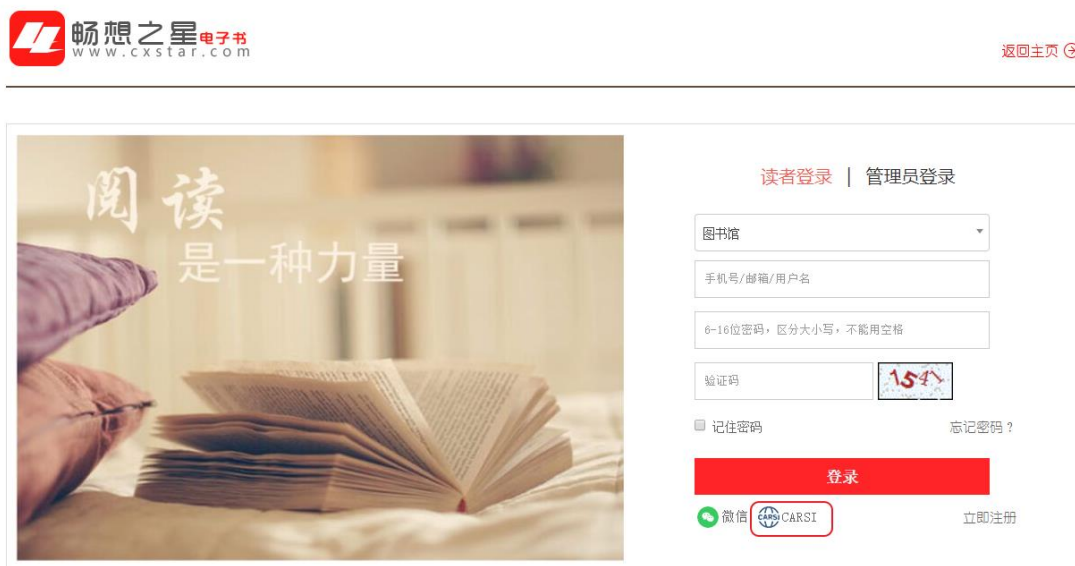 畅想之星电子书
www.cxstar.com
返回主页
阅读
是一种力量
读者登录 | 管理员登录
图书馆
手机号/邮箱/用户名
6-16位密码，区分大小写，不能用空格
验证码 1541
记住密码 忘记密码？
登录
微信 CARSI CARSI 立即注册